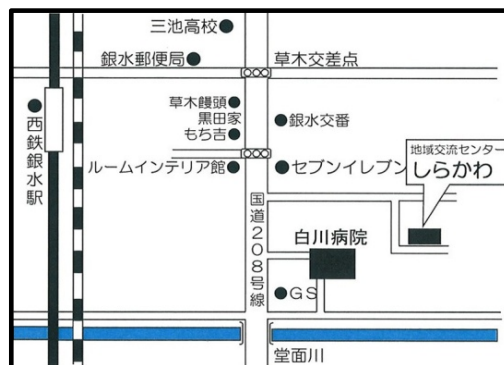 三池高校
銀水郵便局
草木交差点
草木饅頭
黒田家
もち吉
銀水交番
西鉄銀水駅
ルームインテリア館
セブンイレブン
地域交流センター
しらかわ
国道208号線
白川病院
GS
堂面川